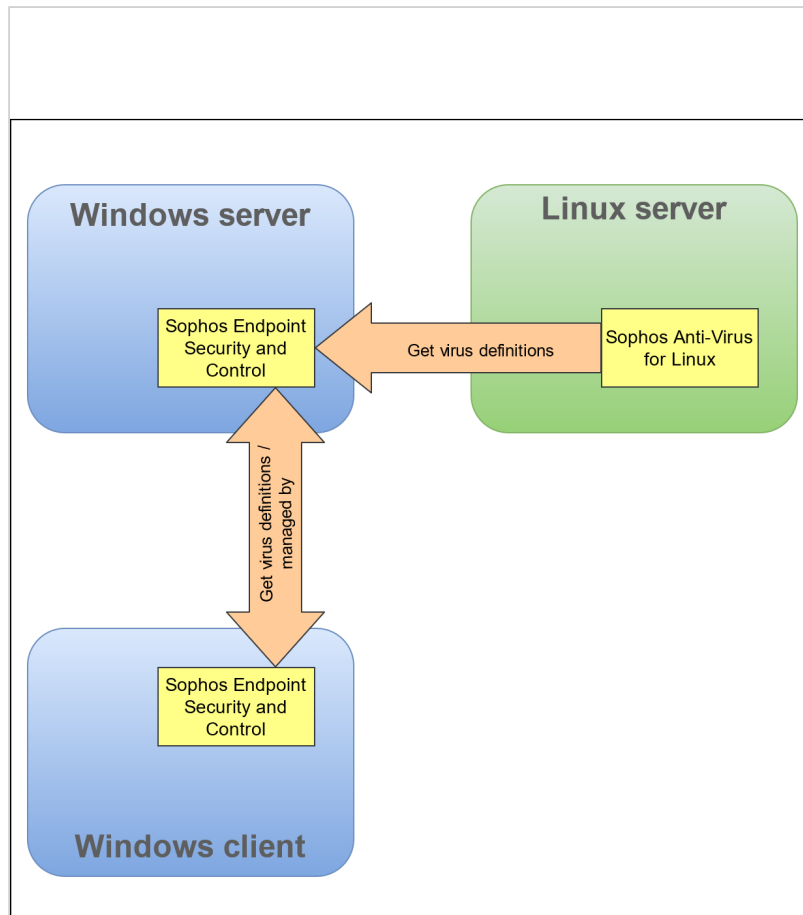 Windows server
Linux server
Sophos Endpoint
Security and
Control
Get virus definitions
Sophos Anti-Virus
for Linux
Get virus definitions /
managed by
Sophos Endpoint
Security and
Control
Windows client